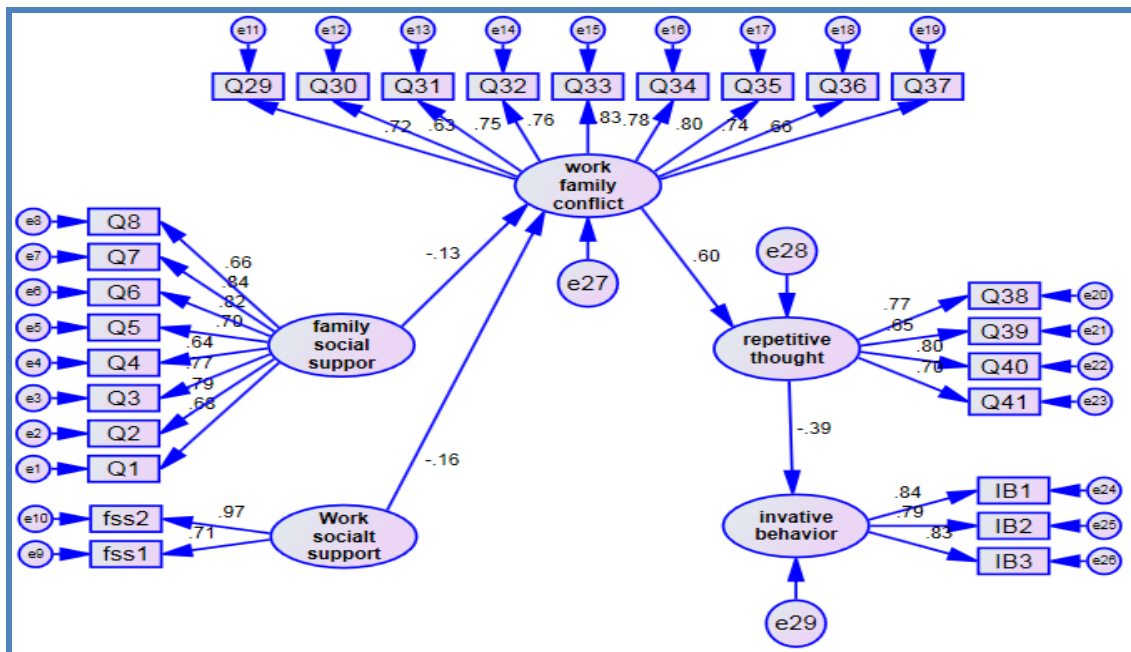 e11 e12 e13 e14 e15 e16 e17 e18 e19
Q29 Q30 Q31 Q32 Q33 Q34 Q35 Q36 Q37
.72 .63 .75 .76 .83 .78 .80 .74 .66
work
family
conflict
e27
e8 Q8
e7 Q7
e6 Q6
e5 Q5
e4 Q4
e3 Q3
e2 Q2
e1 Q1
.66
.84
.82
.70
.64
.77
.79
.68
family
social
suppor
-.13
e10 fss2
e9 fss1
.97
.71
Work
socialt
support
-.16
.60
e28
repetitive
thought
.77
.65
.80
.70
Q38 e20
Q39 e21
Q40 e22
Q41 e23
-.39
invative
behavior
.84
.79
.83
IB1 e24
IB2 e25
IB3 e26
e29